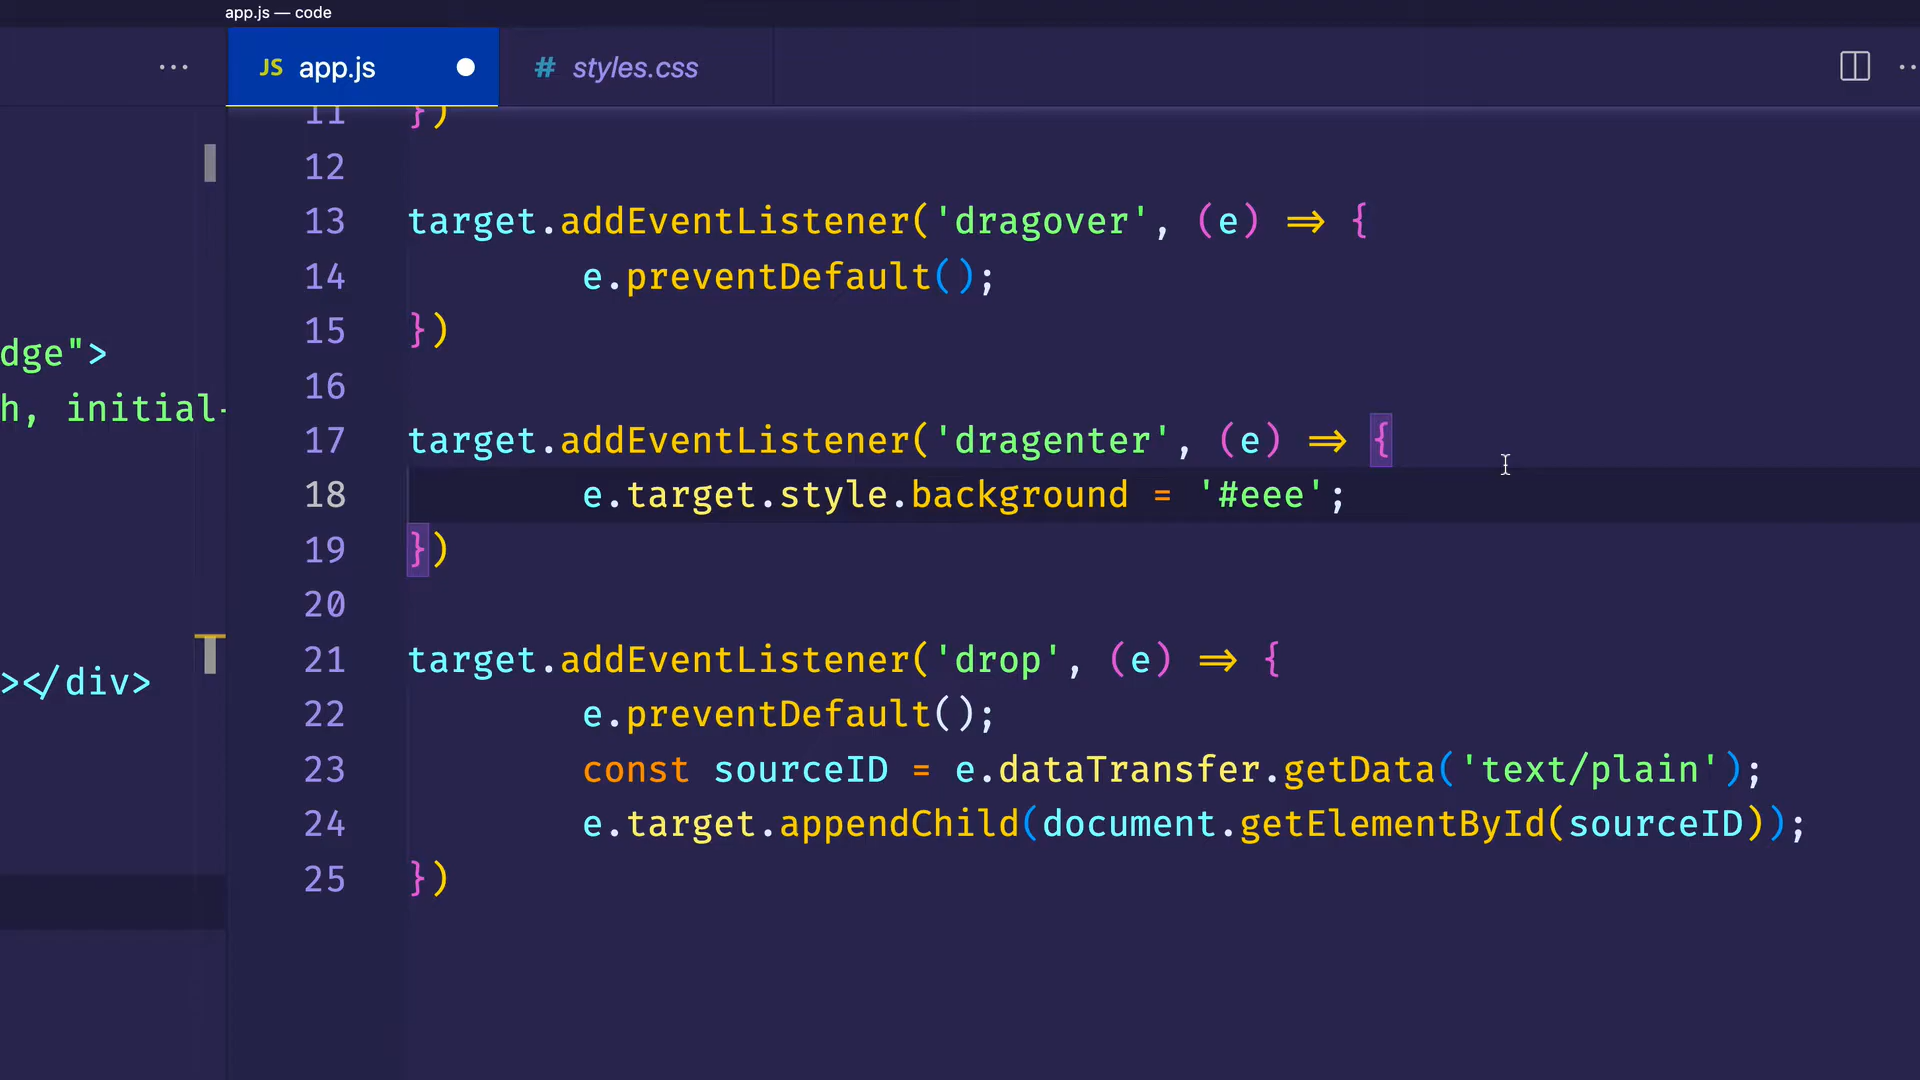 app.js — code
··· JS app.js # styles.css
11 })
12
13 target.addEventListener('dragover', (e) => {
14 e.preventDefault();
15 })
dge">
16
h, initial-
17 target.addEventListener('dragenter', (e) => {
18 e.target.style.background = '#eee';
19 })
20
21 target.addEventListener('drop', (e) => {
></div>
22 e.preventDefault();
23 const sourceID = e.dataTransfer.getData('text/plain');
24 e.target.appendChild(document.getElementById(sourceID));
25 })